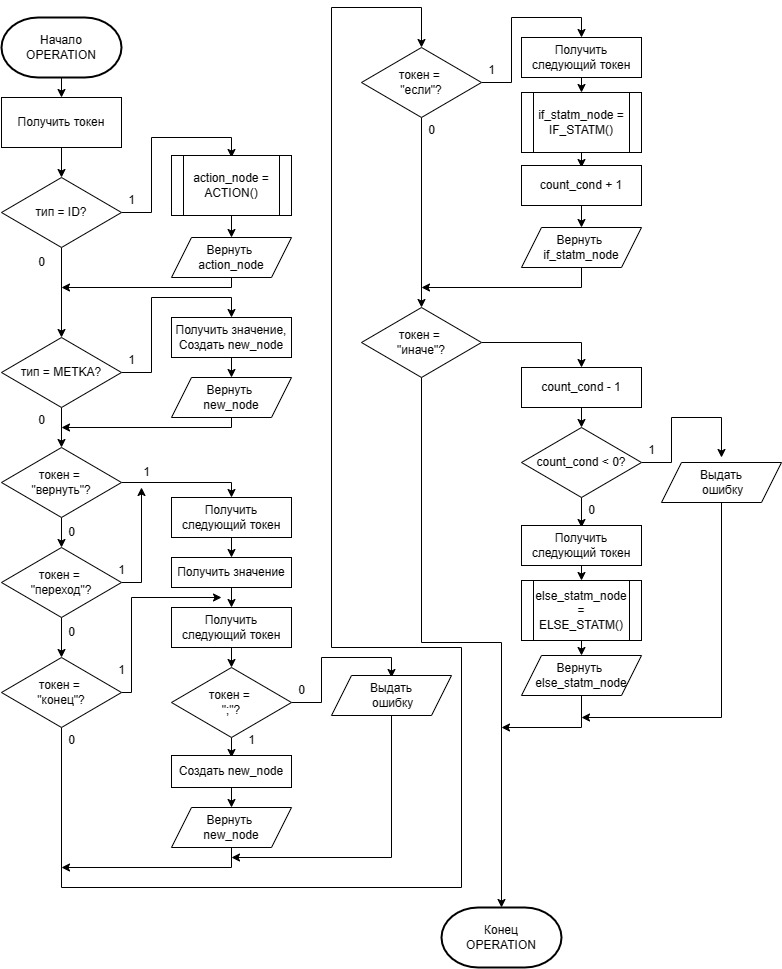 Начало
OPERATION
Получить токен
тип = ID?
1
0
action_node =
ACTION()
Вернуть
action_node
тип = METKA?
1
0
Получить значение,
Создать new_node
Вернуть
new_node
токен =
"вернуть"?
1
0
токен =
"переход"?
1
0
токен =
"конец"?
1
0
Получить
следующий токен
Получить значение
Получить
следующий токен
токен =
";"?
0
1
Выдать
ошибку
Создать new_node
Вернуть
new_node
токен =
"если"?
1
0
Получить
следующий токен
if_statm_node =
IF_STATM()
count_cond + 1
Вернуть
if_statm_node
токен =
"иначе"?
count_cond - 1
count_cond < 0?
1
0
Выдать
ошибку
Получить
следующий токен
else_statm_node
=
ELSE_STATM()
Вернуть
else_statm_node
Конец
OPERATION